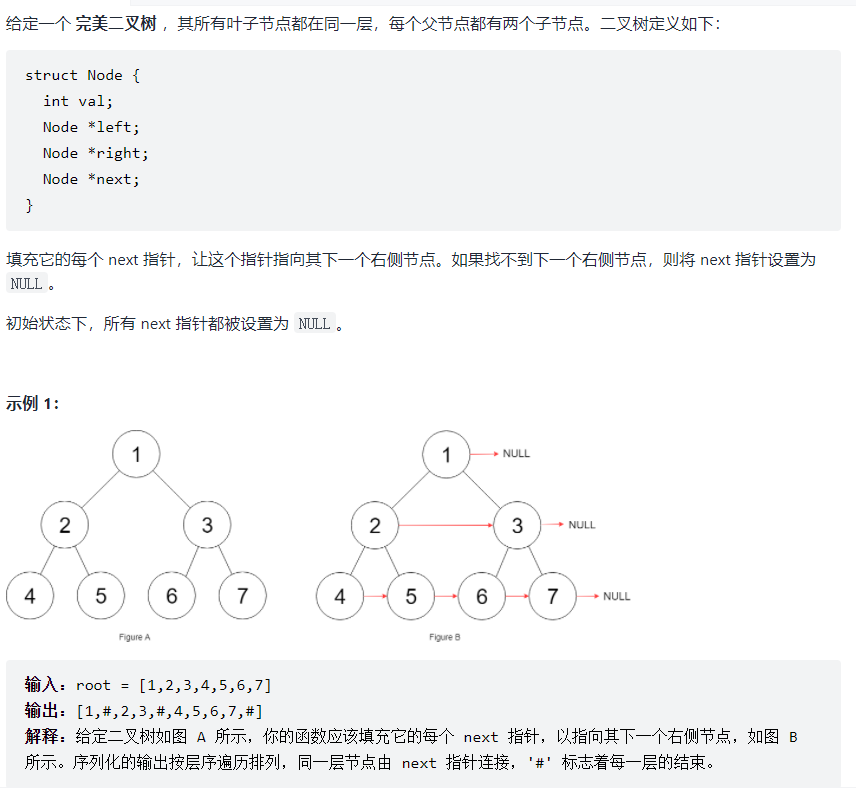 给定一个 完美二叉树 ，其所有叶子节点都在同一层，每个父节点都有两个子节点。二叉树定义如下：
struct Node {
  int val;
  Node *left;
  Node *right;
  Node *next;
}
填充它的每个 next 指针，让这个指针指向其下一个右侧节点。如果找不到下一个右侧节点，则将 next 指针设置为
NULL 。
初始状态下，所有 next 指针都被设置为 NULL 。
示例 1：
1
1 NULL
2 3
2 3 NULL
4 5 6 7
4 5 6 7 NULL
Figure A
Figure B
输入：root = [1,2,3,4,5,6,7]
输出：[1,#,2,3,#,4,5,6,7,#]
解释：给定二叉树如图 A 所示，你的函数应该填充它的每个 next 指针，以指向其下一个右侧节点，如图 B
所示。序列化的输出按层序遍历排列，同一层节点由 next 指针连接，'#' 标志着每一层的结束。